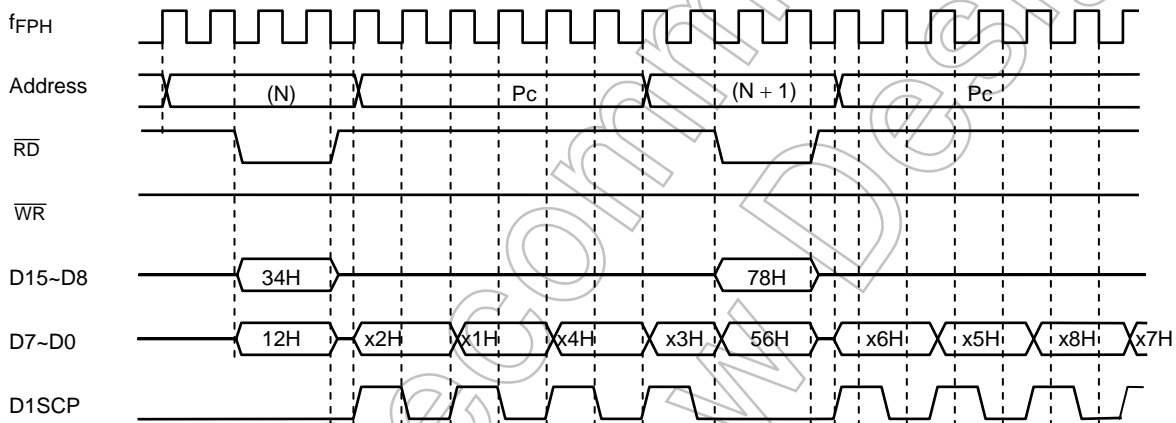 fFPH
Address (N) Pc (N + 1) Pc
RD
WR
D15~D8 34H 78H
D7~D0 12H x2H x1H x4H x3H 56H x6H x5H x8H x7H
D1SCP